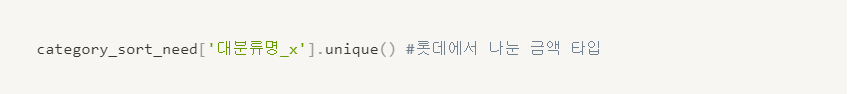 category_sort_need['대분류명_x'].unique() #롯데에서 나눈 금액 타입